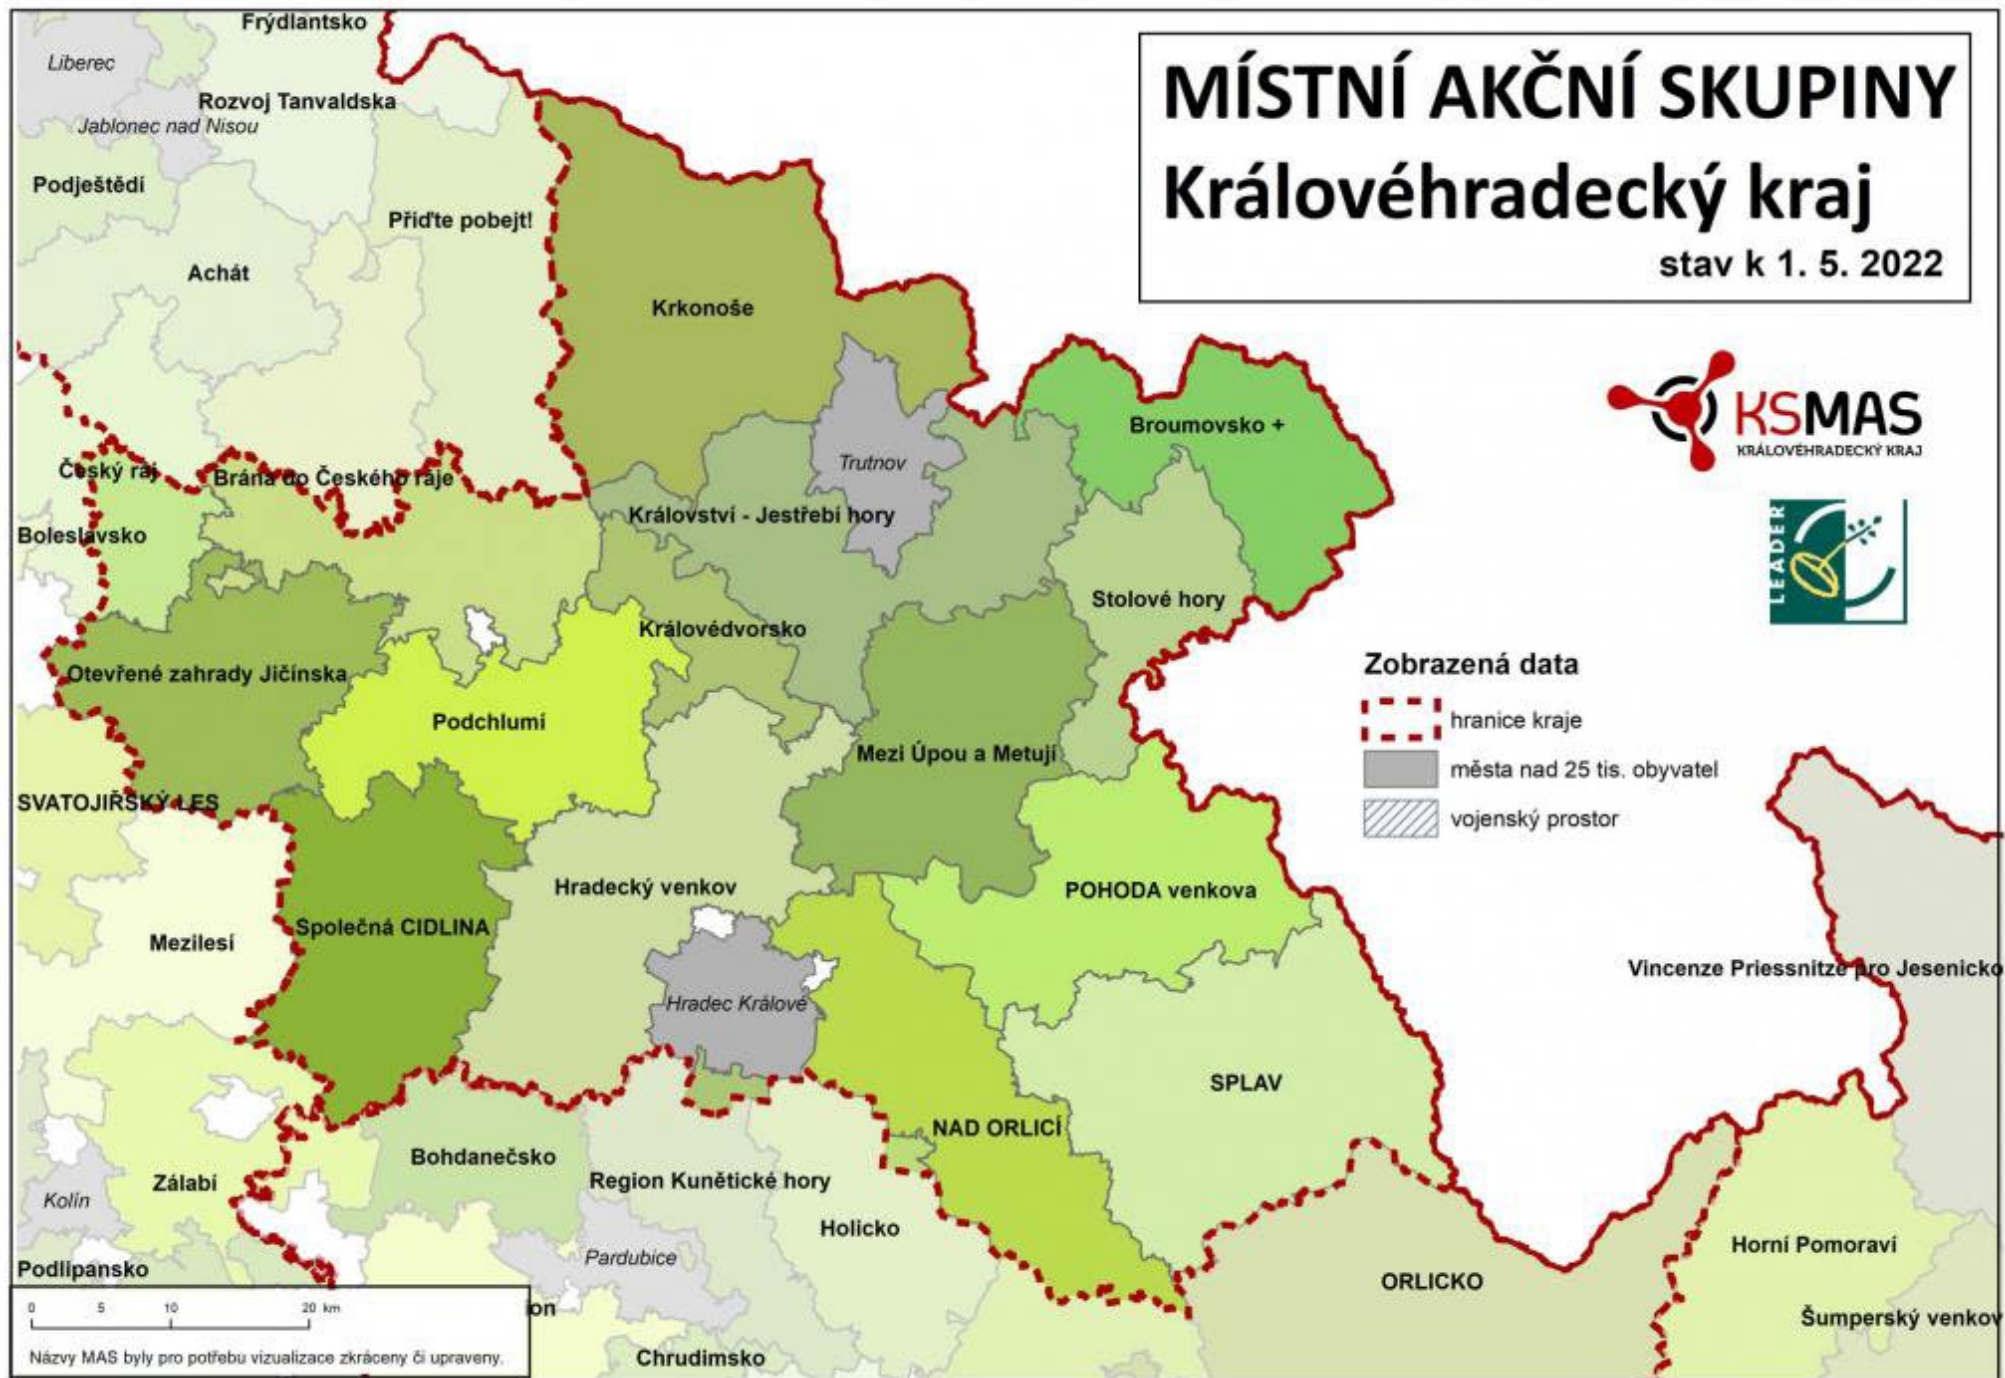 MÍSTNÍ AKČNÍ SKUPINY
Královéhradecký kraj
stav k 1. 5. 2022
Frýdlantsko
Liberec
Rozvoj Tanvaldska
Jablonec nad Nisou
Podještědí
Přiďte pobejt!
Achát
Krkonoše
KSMAS
KRÁLOVÉHRADECKÝ KRAJ
Broumovsko +
Český ráj
Brána do Českého ráje
Trutnov
Království - Jestřebí hory
Boleslavsko
LEADER
Stolové hory
Královédvorsko
Otevřené zahrady Jičínska
Podchlumí
Mezi Úpou a Metují
Zobrazená data
hranice kraje
města nad 25 tis. obyvatel
vojenský prostor
SVATOJIŘSKÝ LES
Hradecký venkov
POHODA venkova
Společná CIDLINA
Mezilesí
Vincenze Priessnitze pro Jesenicko
Hradec Králové
SPLAV
NAD ORLICÍ
Bohdanečsko
Region Kunětické hory
Zálabí
Kolín
Holicko
Pardubice
Horní Pomoraví
Podlipansko
ORLICKO
ion
Šumperský venkov
Chrudimsko
0 5 10 20 km
Názvy MAS byly pro potřebu vizualizace zkráceny či upraveny.